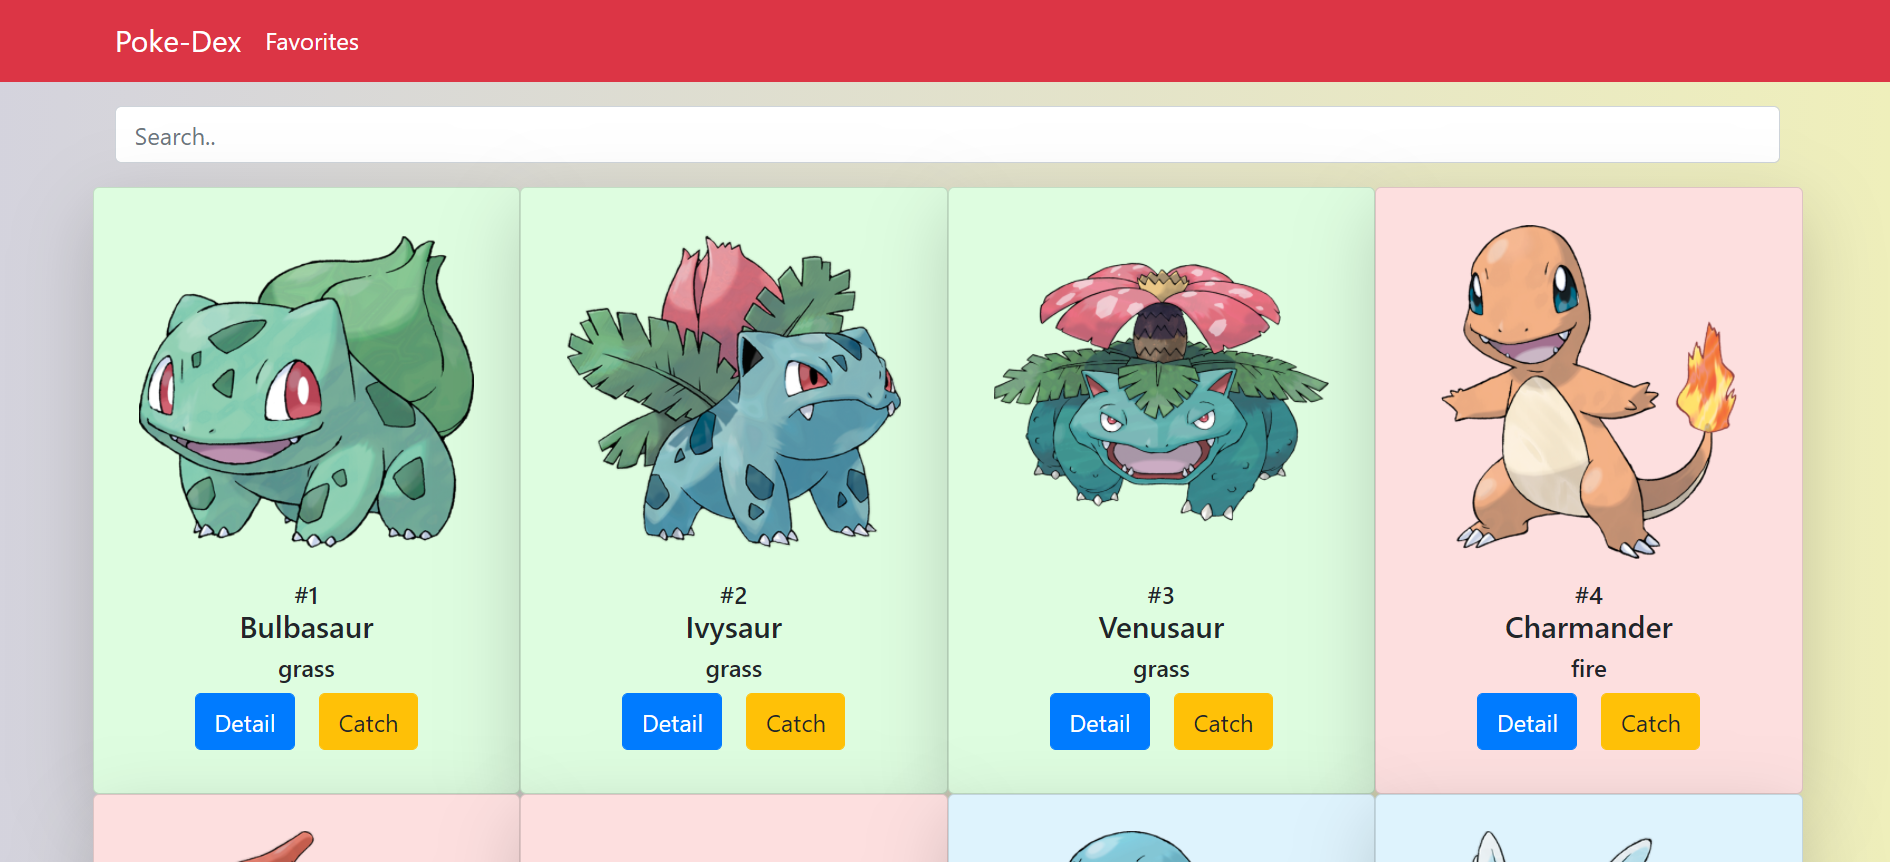 Poke-Dex Favorites
Search..
#1
Bulbasaur
grass
Detail Catch
#2
Ivysaur
grass
Detail Catch
#3
Venusaur
grass
Detail Catch
#4
Charmander
fire
Detail Catch